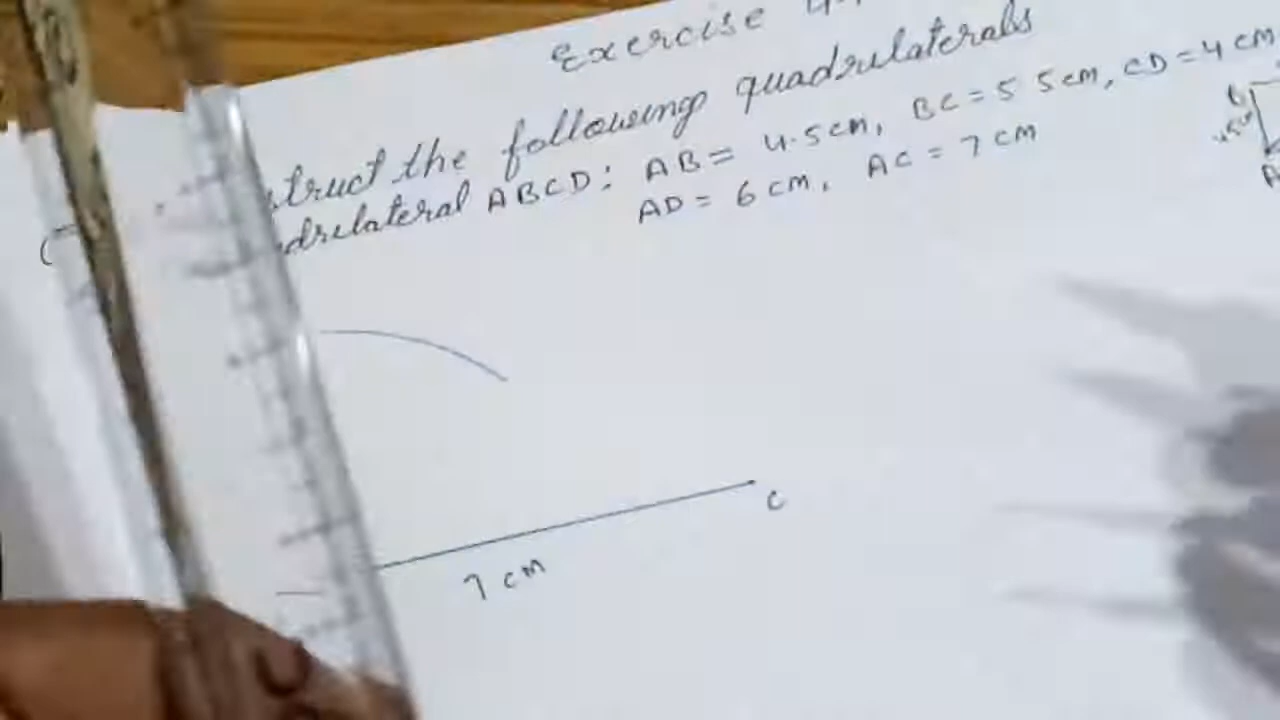 Exercise
struct the following quadrilaterals
drilateral ABCD: AB = 4.5 cm, BC = 5 5 cm, CD = 4 cm
AD = 6 cm, AC = 7 cm
C
7 cm